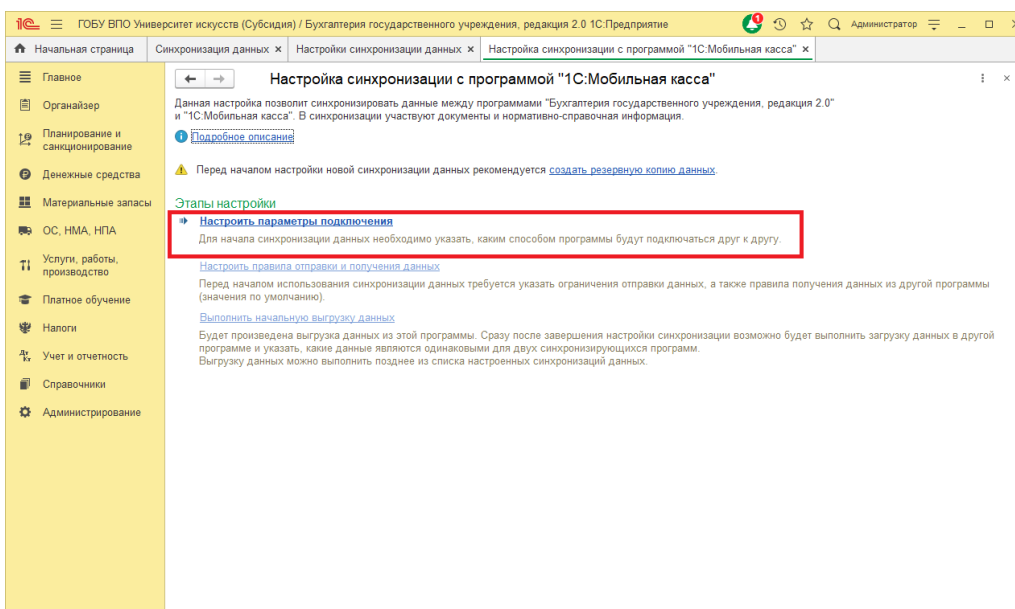 ГОБУ ВПО Университет искусств (Субсидия) / Бухгалтерия государственного учреждения, редакция 2.0 1С:Предприятие
1
Администратор
Начальная страница
Синхронизация данных ×
Настройки синхронизации данных ×
Настройка синхронизации с программой "1С:Мобильная касса" ×
Главное
Органайзер
Планирование и
санкционирование
Денежные средства
Материальные запасы
ОС, НМА, НПА
Услуги, работы,
производство
Платное обучение
Налоги
Учет и отчетность
Справочники
Администрирование
Настройка синхронизации с программой "1С:Мобильная касса"
Данная настройка позволит синхронизировать данные между программами "Бухгалтерия государственного учреждения, редакция 2.0"
и "1С:Мобильная касса". В синхронизации участвуют документы и нормативно-справочная информация.
Подробное описание
Перед началом настройки новой синхронизации данных рекомендуется создать резервную копию данных.
Этапы настройки
Настроить параметры подключения
Для начала синхронизации данных необходимо указать, каким способом программы будут подключаться друг к другу.
Настроить правила отправки и получения данных
Перед началом использования синхронизации данных требуется указать ограничения отправки данных, а также правила получения данных из другой программы
(значения по умолчанию).
Выполнить начальную выгрузку данных
Будет произведена выгрузка данных из этой программы. Сразу после завершения настройки синхронизации возможно будет выполнить загрузку данных в другой
программе и указать, какие данные являются одинаковыми для двух синхронизирующихся программ.
Выгрузку данных можно выполнить позднее из списка настроенных синхронизаций данных.